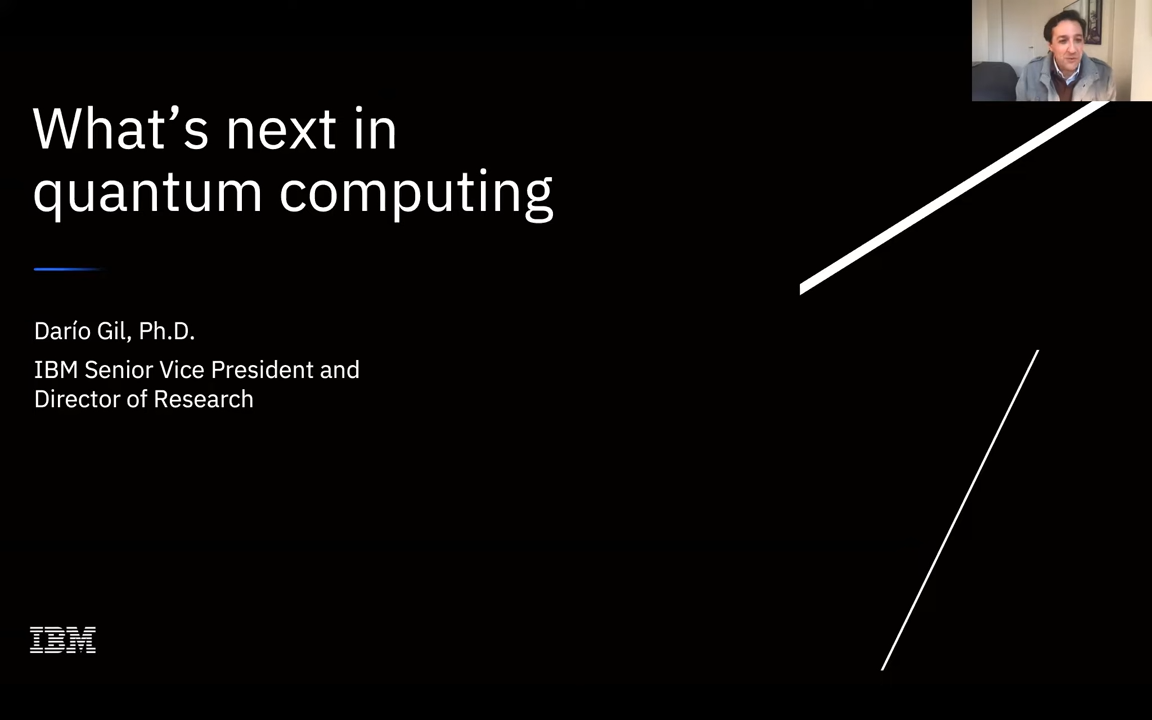 What’s next in
quantum computing
Darío Gil, Ph.D.
IBM Senior Vice President and
Director of Research
IBM